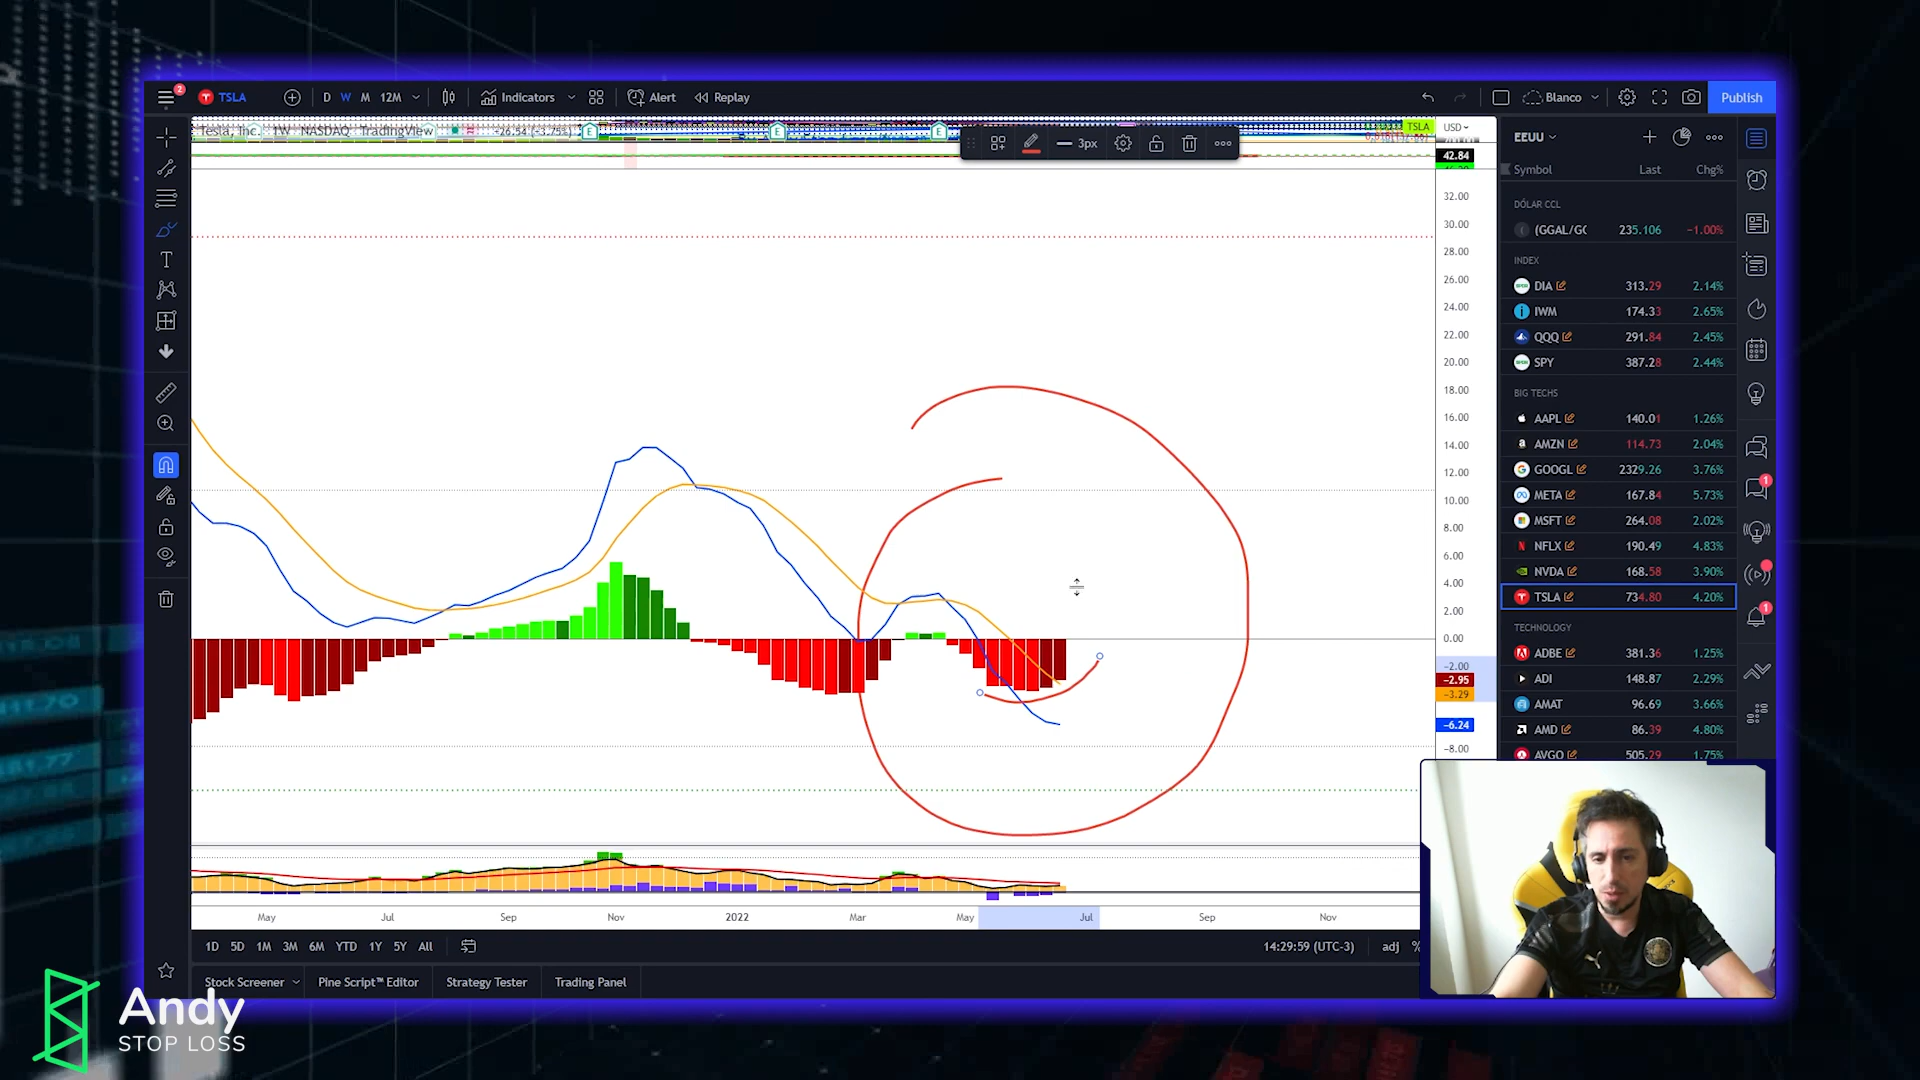 2
TSLA
D W M 12M
Indicators
Alert
Replay
Blanco
Publish
Tesla, Inc. 1W NASDAQ TradingView +26.54 (−3.75%)
E
E
E
3px
TSLA
USD
42.84
32.00
30.00
28.00
26.00
24.00
22.00
20.00
18.00
16.00
14.00
12.00
10.00
8.00
6.00
4.00
2.00
0.00
−2.00
−2.95
−3.29
−6.24
−8.00
EEUU
Symbol Last Chg%
DÓLAR CCL
(GGAL/GC 235.106 −1.00%
INDEX
DIA 313.29 2.14%
IWM 174.33 2.65%
QQQ 291.84 2.45%
SPY 387.28 2.44%
BIG TECHS
AAPL 140.01 1.26%
AMZN 114.73 2.04%
GOOGL 2329.26 3.76%
META 167.84 5.73%
MSFT 264.08 2.02%
NFLX 190.49 4.83%
NVDA 168.58 3.90%
TSLA 734.80 4.20%
TECHNOLOGY
ADBE 381.36 1.25%
ADI 148.87 2.29%
AMAT 96.69 3.66%
AMD 86.39 4.80%
AVGO 505.29 1.75%
1
1
May Jul Sep Nov 2022 Mar May Jul Sep Nov
1D 5D 1M 3M 6M YTD 1Y 5Y All
14:29:59 (UTC-3) adj %
Stock Screener
Pine Script™ Editor
Strategy Tester
Trading Panel
Andy
STOP LOSS